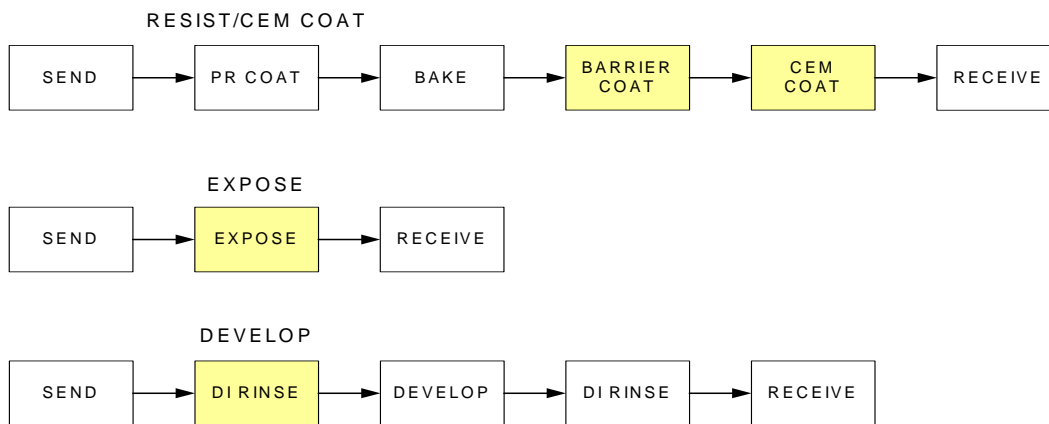 RESIST/CEM COAT
SEND
PR COAT
BAKE
BARRIER
COAT
CEM
COAT
RECEIVE
EXPOSE
SEND
EXPOSE
RECEIVE
DEVELOP
SEND
DI RINSE
DEVELOP
DI RINSE
RECEIVE